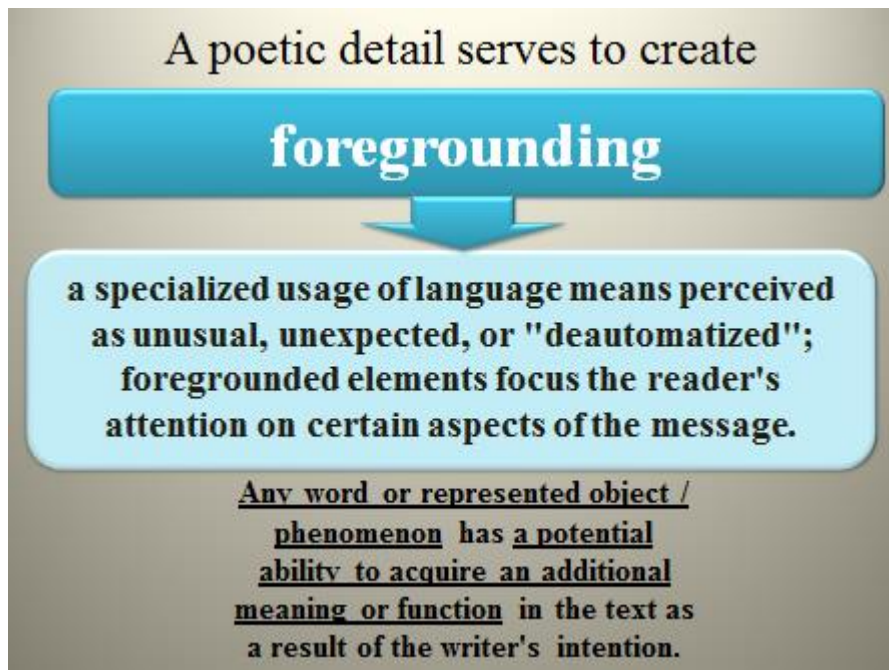 A poetic detail serves to create
foregrounding
a specialized usage of language means perceived
as unusual, unexpected, or "deautomatized";
foregrounded elements focus the reader's
attention on certain aspects of the message.
Any word or represented object /
phenomenon has a potential
ability to acquire an additional
meaning or function in the text as
a result of the writer's intention.